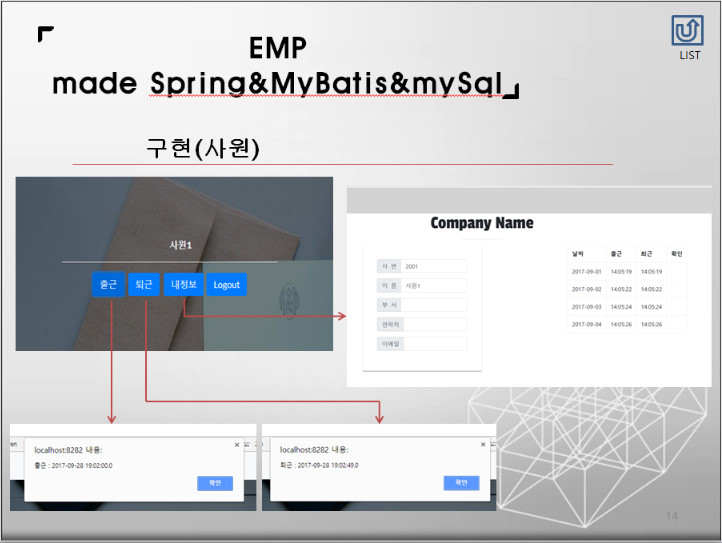 EMP
made Spring&MyBatis&mySql
LIST
구현(사원)
사원1
출근 퇴근 내정보 Logout
Company Name
사 번 2001
이 름 사원1
부 서
연락처
이메일
날짜 출근 퇴근 확인
2017-09-01 14:05:19 14:05:19
2017-09-02 14:05:22 14:05:22
2017-09-03 14:05:24 14:05:24
2017-09-04 14:05:26 14:05:26
localhost:8282 내용:
출근 : 2017-09-28 19:02:00.0
확인
localhost:8282 내용:
퇴근 : 2017-09-28 19:02:49.0
확인
14